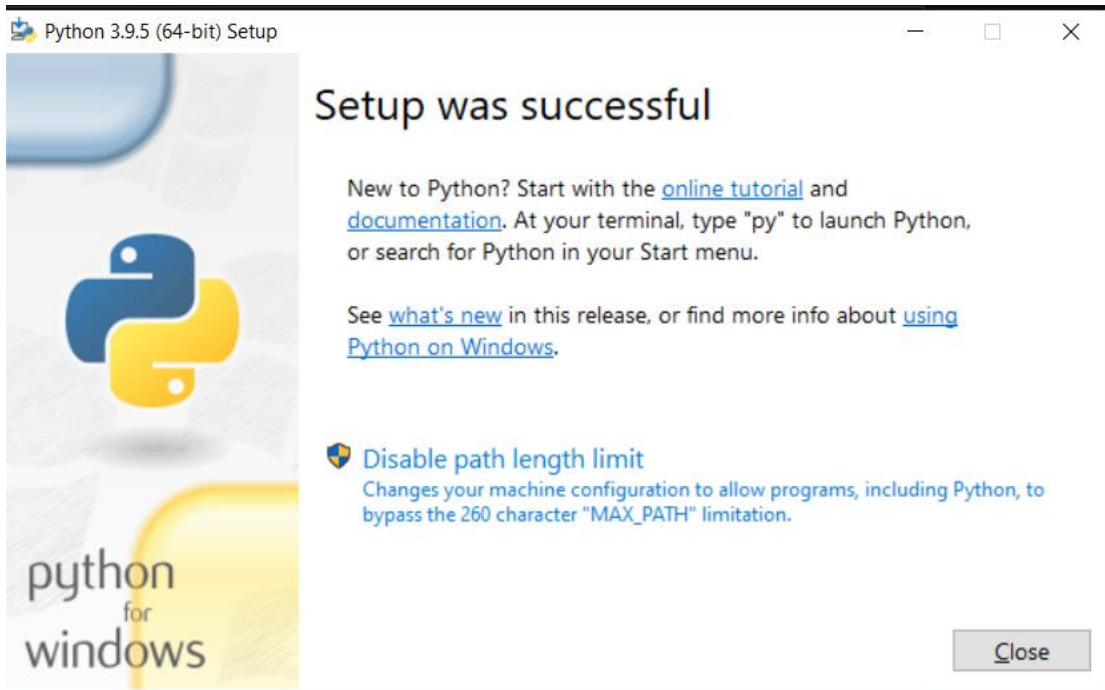 Python 3.9.5 (64-bit) Setup
Setup was successful
New to Python? Start with the online tutorial and
documentation. At your terminal, type "py" to launch Python,
or search for Python in your Start menu.
See what's new in this release, or find more info about using
Python on Windows.
Disable path length limit
Changes your machine configuration to allow programs, including Python, to
bypass the 260 character "MAX_PATH" limitation.
python
for
windows
Close